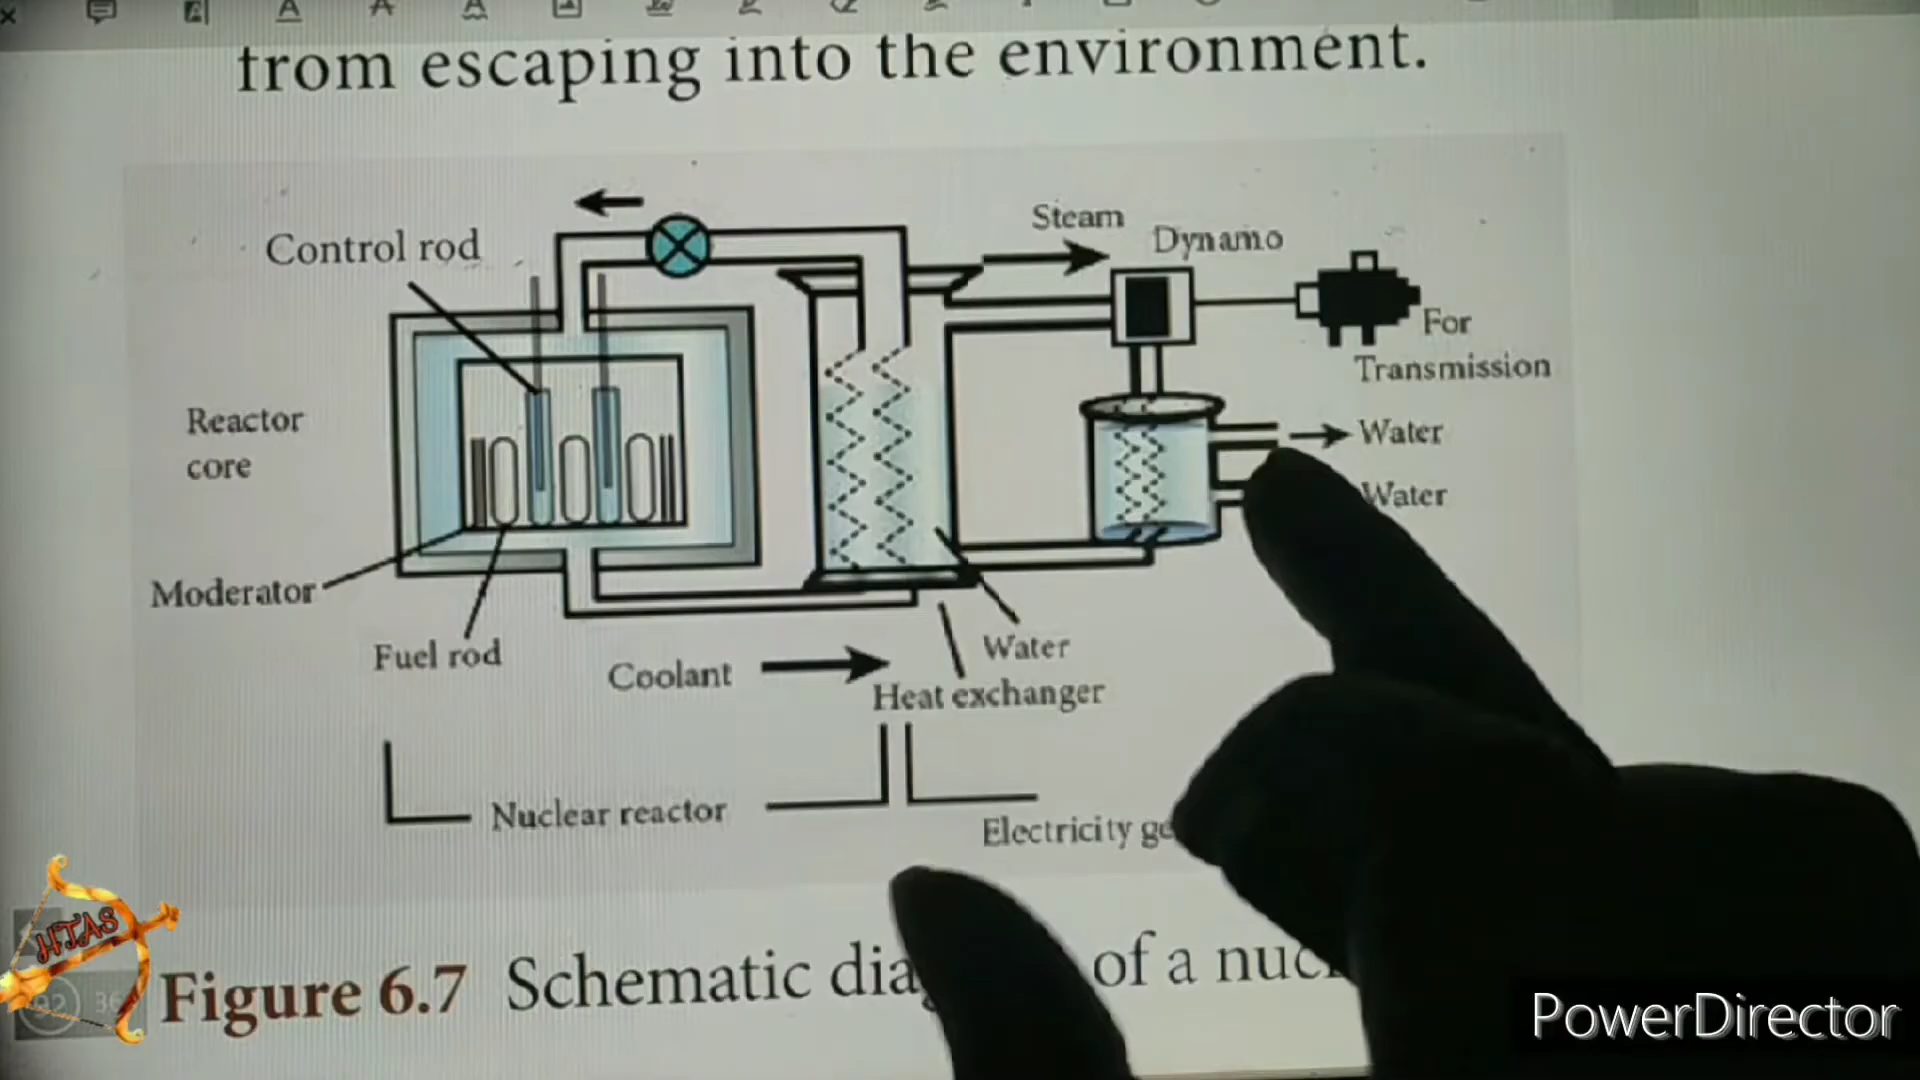 from escaping into the environment.
Steam
Dynamo
Control rod
For
Transmission
Reactor
core
Water
Water
Moderator
Fuel rod
Coolant
Water
Heat exchanger
Nuclear reactor
Electricity
HTAS
Figure 6.7 Schematic of a
PowerDirector